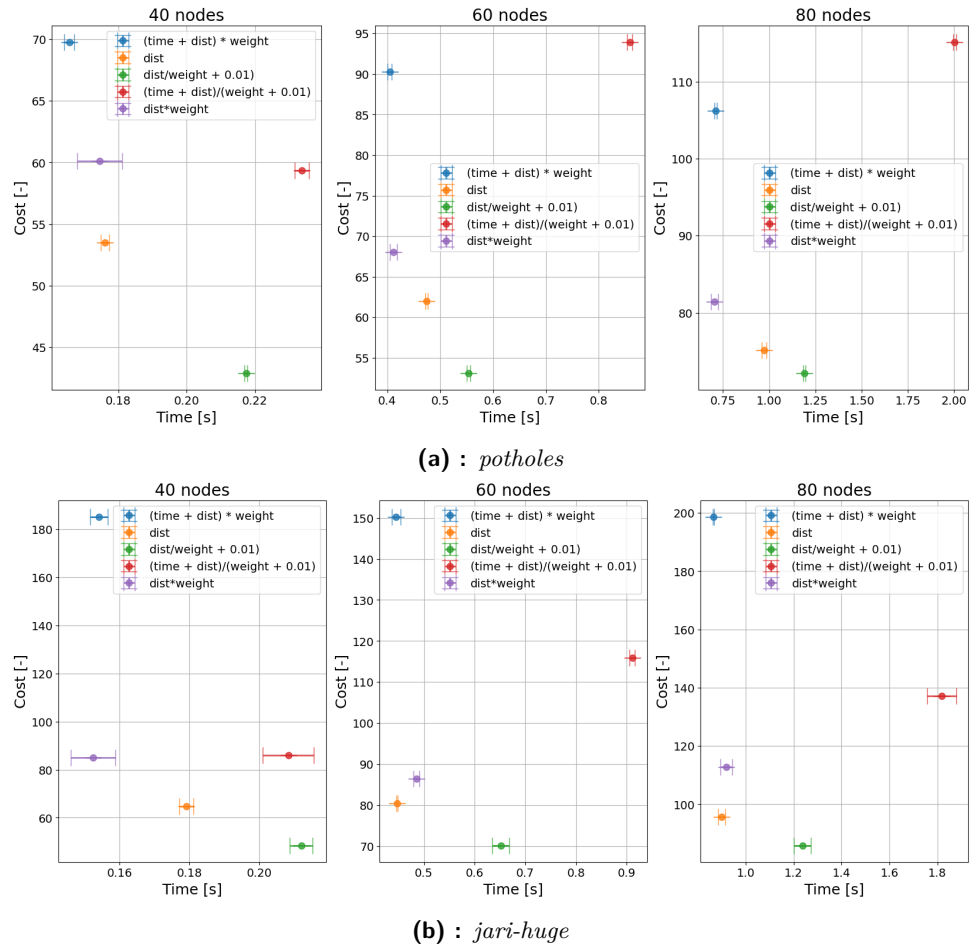 40 nodes
70
65
60
55
50
45
Cost [-]
0.18
0.20
0.22
Time [s]
(time + dist) * weight
dist
dist/weight + 0.01)
(time + dist)/(weight + 0.01)
dist*weight
60 nodes
95
90
85
80
75
70
65
60
55
Cost [-]
0.4
0.5
0.6
0.7
0.8
Time [s]
(time + dist) * weight
dist
dist/weight + 0.01)
(time + dist)/(weight + 0.01)
dist*weight
80 nodes
110
100
90
80
Cost [-]
0.75
1.00
1.25
1.50
1.75
2.00
Time [s]
(time + dist) * weight
dist
dist/weight + 0.01)
(time + dist)/(weight + 0.01)
dist*weight
(a) : potholes
40 nodes
180
160
140
120
100
80
60
Cost [-]
0.16
0.18
0.20
Time [s]
(time + dist) * weight
dist
dist/weight + 0.01)
(time + dist)/(weight + 0.01)
dist*weight
60 nodes
150
140
130
120
110
100
90
80
70
Cost [-]
0.5
0.6
0.7
0.8
0.9
Time [s]
(time + dist) * weight
dist
dist/weight + 0.01)
(time + dist)/(weight + 0.01)
dist*weight
80 nodes
200
180
160
140
120
100
Cost [-]
1.0
1.2
1.4
1.6
1.8
Time [s]
(time + dist) * weight
dist
dist/weight + 0.01)
(time + dist)/(weight + 0.01)
dist*weight
(b) : jari-huge